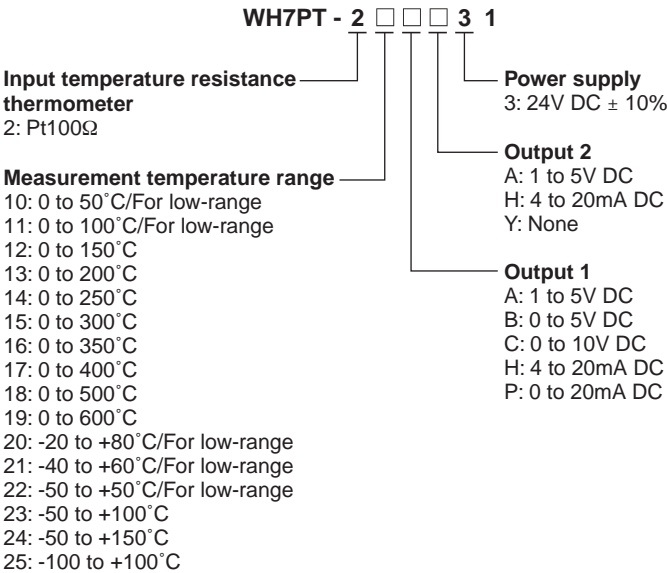 WH7PT - 2 □ □ □ 3 1
Input temperature resistance
thermometer
2: Pt100Ω
Measurement temperature range
10: 0 to 50˚C/For low-range
11: 0 to 100˚C/For low-range
12: 0 to 150˚C
13: 0 to 200˚C
14: 0 to 250˚C
15: 0 to 300˚C
16: 0 to 350˚C
17: 0 to 400˚C
18: 0 to 500˚C
19: 0 to 600˚C
20: -20 to +80˚C/For low-range
21: -40 to +60˚C/For low-range
22: -50 to +50˚C/For low-range
23: -50 to +100˚C
24: -50 to +150˚C
25: -100 to +100˚C
Power supply
3: 24V DC ± 10%
Output 2
A: 1 to 5V DC
H: 4 to 20mA DC
Y: None
Output 1
A: 1 to 5V DC
B: 0 to 5V DC
C: 0 to 10V DC
H: 4 to 20mA DC
P: 0 to 20mA DC